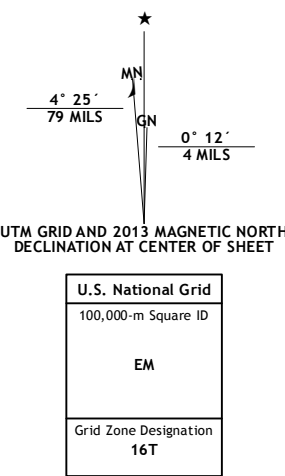 ★
MN
4° 25´
79 MILS
GN
0° 12´
4 MILS
UTM GRID AND 2013 MAGNETIC NORTH
DECLINATION AT CENTER OF SHEET
U.S. National Grid
100,000-m Square ID
EM
Grid Zone Designation
16T